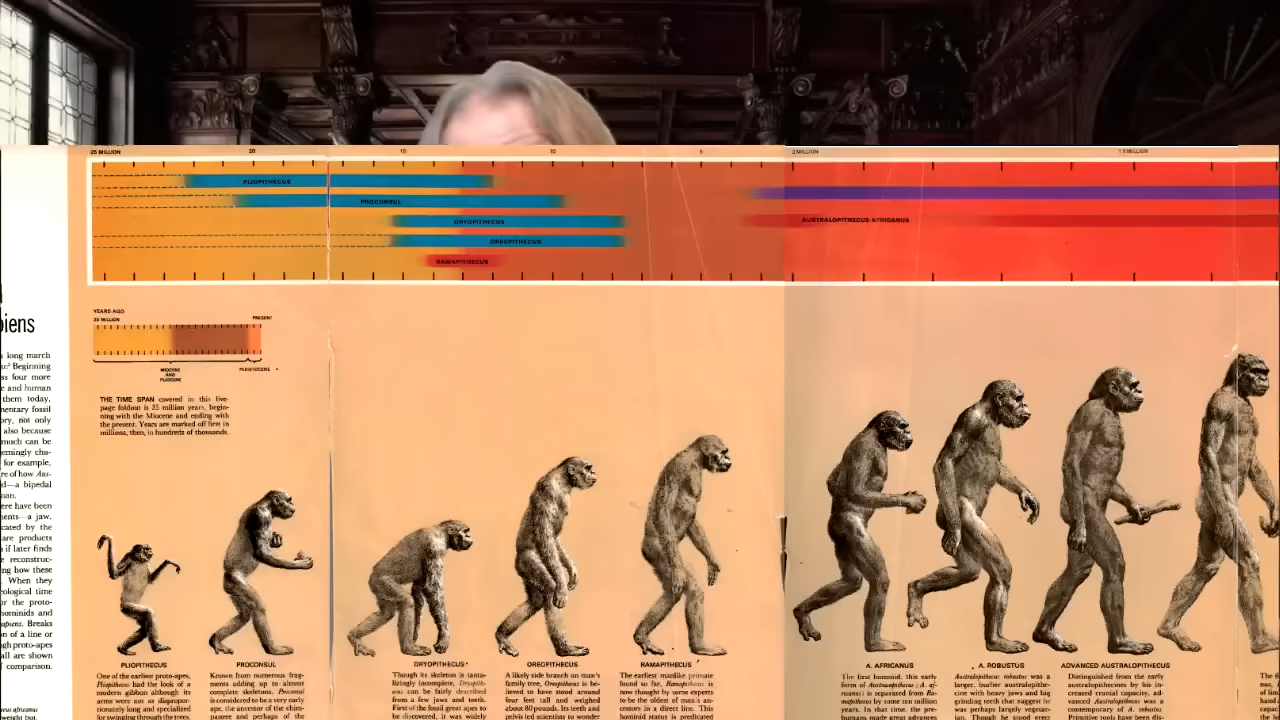 25 MILLION 20 15 10 5 2 MILLION 1.5 MILLION
PLIOPITHECUS
PROCONSUL
DRYOPITHECUS
AUSTRALOPITHECUS AFRICANUS
OREOPITHECUS
RAMAPITHECUS
YEARS AGO
25 MILLION
PRESENT
MIOCENE
AND
PLIOCENE
PLEISTOCENE
THE TIME SPAN covered in this five-
page foldout is 25 million years, begin-
ning with the Miocene and ending with
the present. Years are marked off first in
millions, then, in hundreds of thousands.
piens
long march
Beginning
ss four more
e and human
them today,
mentary fossil
ory, not only
also because
much can be
emingly cha-
for example,
re of how Aus-
d—a bipedal
man.
ere have been
ents—a jaw,
cated by the
are products
if later finds
e reconstruc-
ng how these
When they
eological time
or the proto-
hominids and
sapiens. Breaks
n of a line or
gh proto-apes
all are shown
comparison.
PLIOPITHECUS
One of the earliest proto-apes,
Pliopithecus had the look of a
modern gibbon although its
arms were not as dispropor-
tionately long and specialized
for swinging through the trees.
PROCONSUL
Known from numerous frag-
ments adding up to almost
complete skeletons, Proconsul
is considered to be a very early
ape, the ancestor of the chim-
panzee and perhaps of the
DRYOPITHECUS
Though its skeleton is tanta-
lizingly incomplete, Dryopith-
ecus can be fairly described
from a few jaws and teeth.
First of the fossil great apes to
be discovered, it was widely
OREOPITHECUS
A likely side branch on man's
family tree, Oreopithecus is be-
lieved to have stood around
four feet tall and weighed
about 80 pounds. Its teeth and
pelvis led scientists to wonder
RAMAPITHECUS
The earliest manlike primate
found so far, Ramapithecus is
now thought by some experts
to be the oldest of man's an-
cestors in a direct line. This
hominid status is predicated
A. AFRICANUS
The first hominid, this early
form of Australopithecus (A. af-
ricanus) is separated from Ra-
mapithecus by some ten million
years. In that time, the pre-
humans made great advances
A. ROBUSTUS
Australopithecus robustus was a
larger, burlier australopithe-
cine with heavy jaws and big
grinding teeth that suggest he
was perhaps largely vegetar-
ian. Though he stood erect
ADVANCED AUSTRALOPITHECUS
Distinguished from the early
australopithecines by his in-
creased cranial capacity, ad-
vanced Australopithecus was a
contemporary of A. robustus.
Primitive tools have been dis-